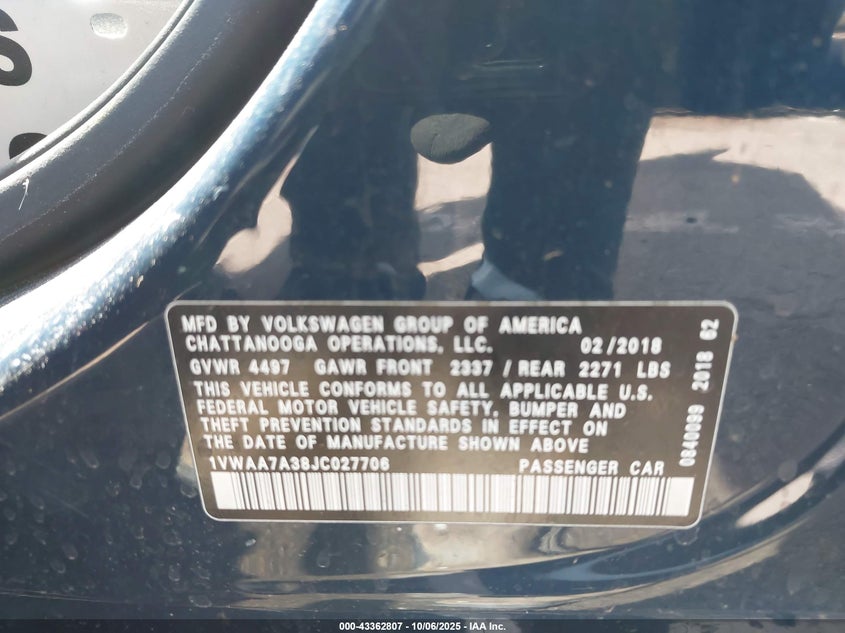 S
MFD BY VOLKSWAGEN GROUP OF AMERICA
CHATTANOOGA OPERATIONS, LLC. 02/2018
GVWR 4497 GAWR FRONT 2337 / REAR 2271 LBS
THIS VEHICLE CONFORMS TO ALL APPLICABLE U.S.
FEDERAL MOTOR VEHICLE SAFETY, BUMPER AND
THEFT PREVENTION STANDARDS IN EFFECT ON
THE DATE OF MANUFACTURE SHOWN ABOVE
1VWAA7A38JC027706 PASSENGER CAR
0840099 2018 62
000-43362807 - 10/06/2025 - IAA Inc.